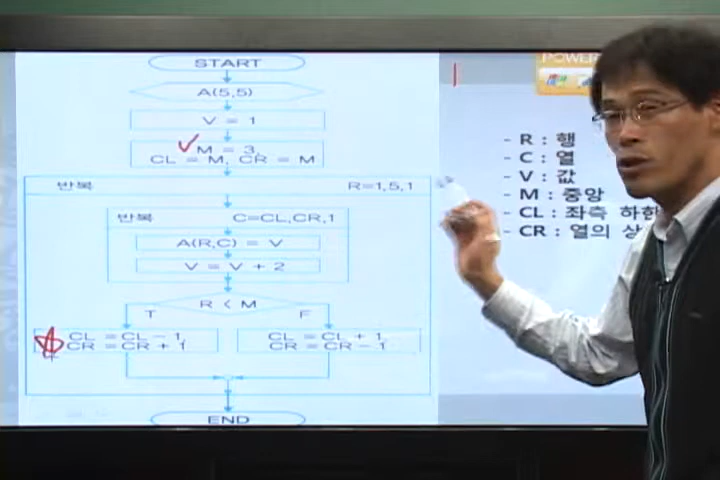 START
A(5,5)
V = 1
M = 3,
CL = M, CR = M
반복 R=1,5,1
반복 C=CL,CR,1
A(R,C) = V
V = V + 2
R < M
T F
CL = CL - 1,
CR = CR + 1
CL = CL + 1,
CR = CR - 1
END
POWER
- R : 행
- C : 열
- V : 값
- M : 중앙
- CL : 좌측 하한
- CR : 열의 상